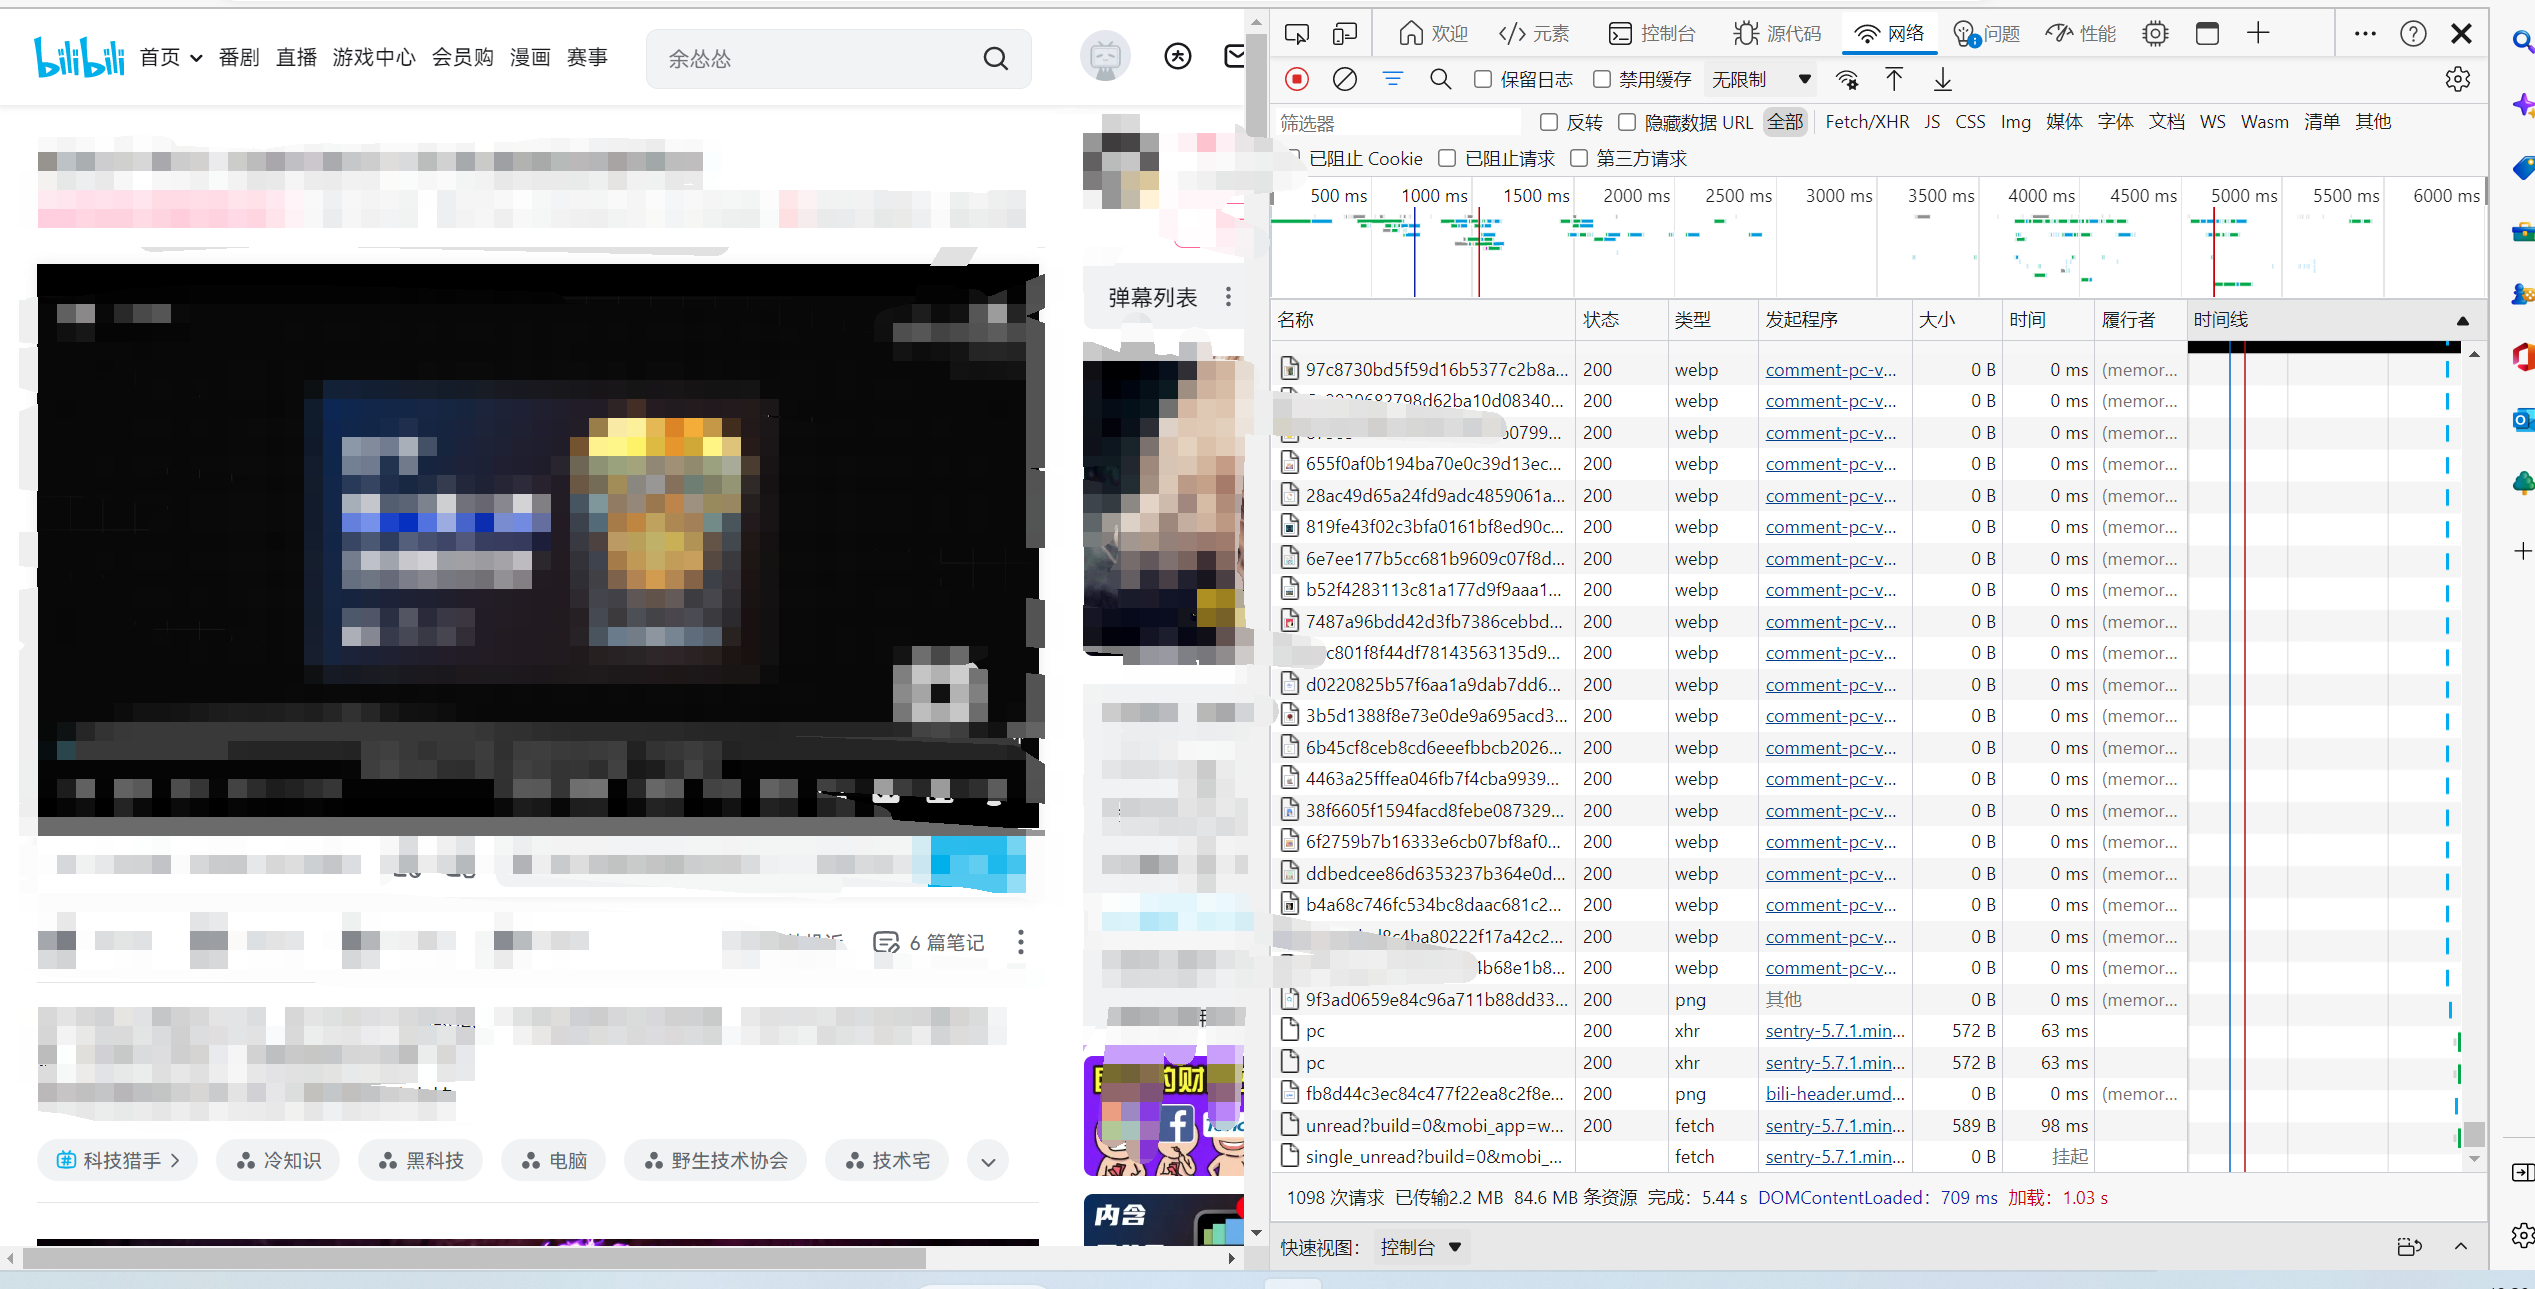 bilibili 首页 番剧 直播 游戏中心 会员购 漫画 赛事 余怂怂
弹幕列表
6 篇笔记
科技猎手 冷知识 黑科技 电脑 野生技术协会 技术宅
的财
内含
欢迎 元素 控制台 源代码 网络 问题 性能
保留日志 禁用缓存 无限制
筛选器 反转 隐藏数据 URL 全部 Fetch/XHR JS CSS Img 媒体 字体 文档 WS Wasm 清单 其他
已阻止 Cookie 已阻止请求 第三方请求
500 ms 1000 ms 1500 ms 2000 ms 2500 ms 3000 ms 3500 ms 4000 ms 4500 ms 5000 ms 5500 ms 6000 ms
名称 状态 类型 发起程序 大小 时间 履行者 时间线
97c8730bd5f59d16b5377c2b8a... 200 webp comment-pc-v... 0 B 0 ms (memor...
682798d62ba10d08340... 200 webp comment-pc-v... 0 B 0 ms (memor...
0799... 200 webp comment-pc-v... 0 B 0 ms (memor...
655f0af0b194ba70e0c39d13ec... 200 webp comment-pc-v... 0 B 0 ms (memor...
28ac49d65a24fd9adc4859061a... 200 webp comment-pc-v... 0 B 0 ms (memor...
819fe43f02c3bfa0161bf8ed90c... 200 webp comment-pc-v... 0 B 0 ms (memor...
6e7ee177b5cc681b9609c07f8d... 200 webp comment-pc-v... 0 B 0 ms (memor...
b52f4283113c81a177d9f9aaa1... 200 webp comment-pc-v... 0 B 0 ms (memor...
7487a96bdd42d3fb7386cebbd... 200 webp comment-pc-v... 0 B 0 ms (memor...
c801f8f44df78143563135d9... 200 webp comment-pc-v... 0 B 0 ms (memor...
d0220825b57f6aa1a9dab7dd6... 200 webp comment-pc-v... 0 B 0 ms (memor...
3b5d1388f8e73e0de9a695acd3... 200 webp comment-pc-v... 0 B 0 ms (memor...
6b45cf8ceb8cd6eeefbbcb2026... 200 webp comment-pc-v... 0 B 0 ms (memor...
4463a25fffea046fb7f4cba9939... 200 webp comment-pc-v... 0 B 0 ms (memor...
38f6605f1594facd8febe087329... 200 webp comment-pc-v... 0 B 0 ms (memor...
6f2759b7b16333e6cb07bf8af0... 200 webp comment-pc-v... 0 B 0 ms (memor...
ddbedcee86d6353237b364e0d... 200 webp comment-pc-v... 0 B 0 ms (memor...
b4a68c746fc534bc8daac681c2... 200 webp comment-pc-v... 0 B 0 ms (memor...
d8c4ba80222f17a42c2... 200 webp comment-pc-v... 0 B 0 ms (memor...
4b68e1b8... 200 webp comment-pc-v... 0 B 0 ms (memor...
9f3ad0659e84c96a711b88dd33... 200 png 其他 0 B 0 ms (memor...
pc 200 xhr sentry-5.7.1.min... 572 B 63 ms
pc 200 xhr sentry-5.7.1.min... 572 B 63 ms
fb8d44c3ec84c477f22ea8c2f8e... 200 png bili-header.umd... 0 B 0 ms (memor...
unread?build=0&mobi_app=w... 200 fetch sentry-5.7.1.min... 589 B 98 ms
single_unread?build=0&mobi_... fetch sentry-5.7.1.min... 0 B 挂起
1098 次请求 已传输2.2 MB 84.6 MB 条资源 完成：5.44 s DOMContentLoaded：709 ms 加载：1.03 s
快速视图： 控制台